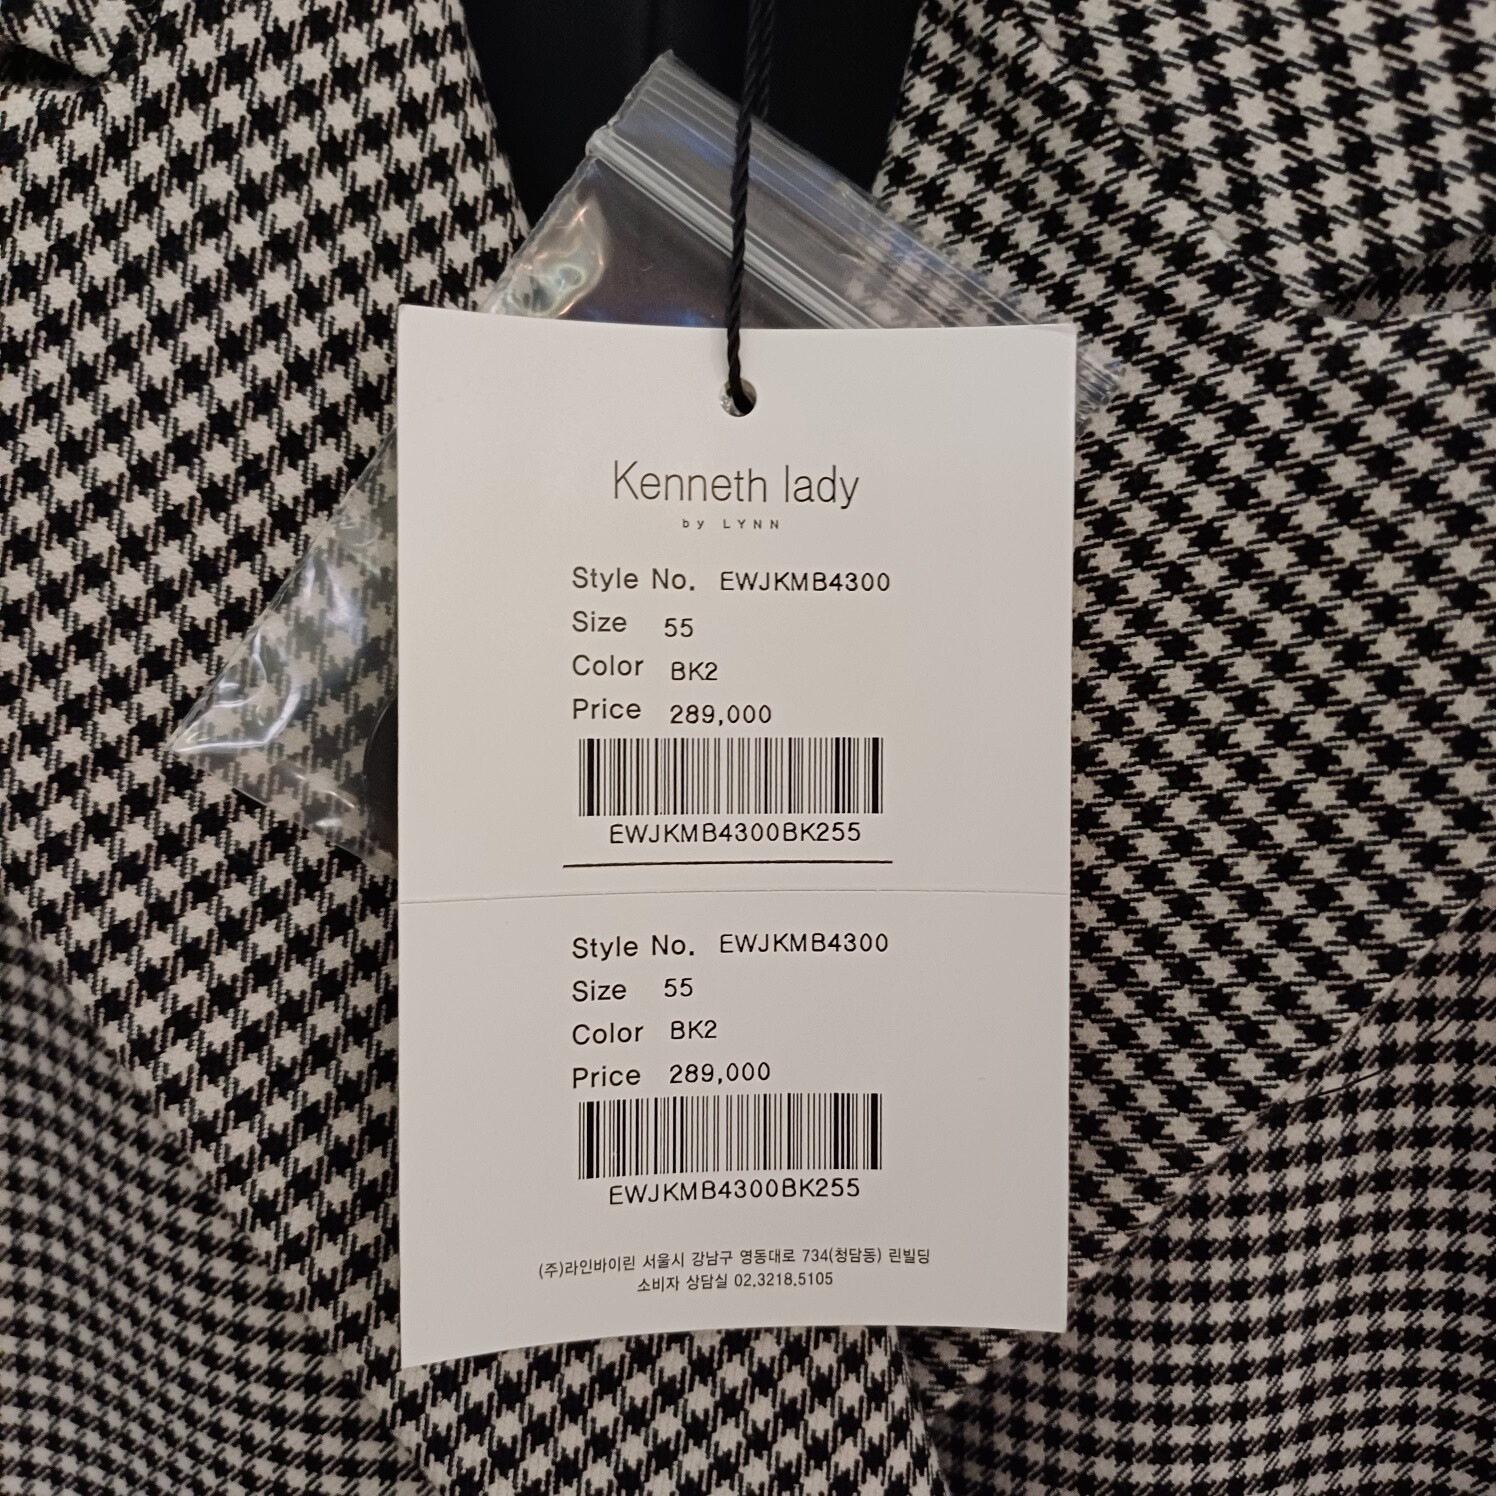 Kenneth lady
by LYNN
Style No. EWJKMB4300
Size 55
Color BK2
Price 289,000
EWJKMB4300BK255
Style No. EWJKMB4300
Size 55
Color BK2
Price 289,000
EWJKMB4300BK255
(주)라인바이린 서울시 강남구 영동대로 734(청담동) 린빌딩
소비자 상담실 02.3218.5105